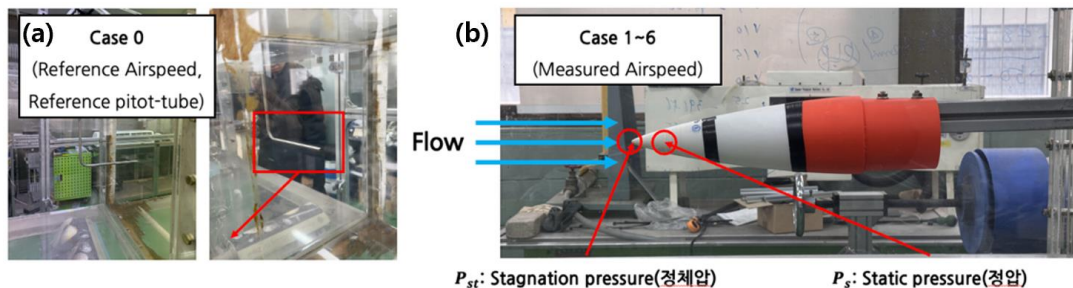 (a)
Case 0
(Reference Airspeed,
Reference pitot-tube)
(b)
Case 1~6
(Measured Airspeed)
Flow
P_st: Stagnation pressure(정체압)
P_s: Static pressure(정압)